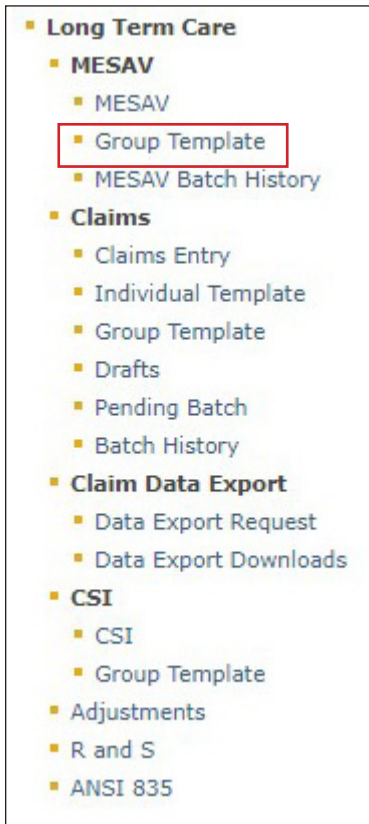 Long Term Care
MESAV
MESAV
Group Template
MESAV Batch History
Claims
Claims Entry
Individual Template
Group Template
Drafts
Pending Batch
Batch History
Claim Data Export
Data Export Request
Data Export Downloads
CSI
CSI
Group Template
Adjustments
R and S
ANSI 835